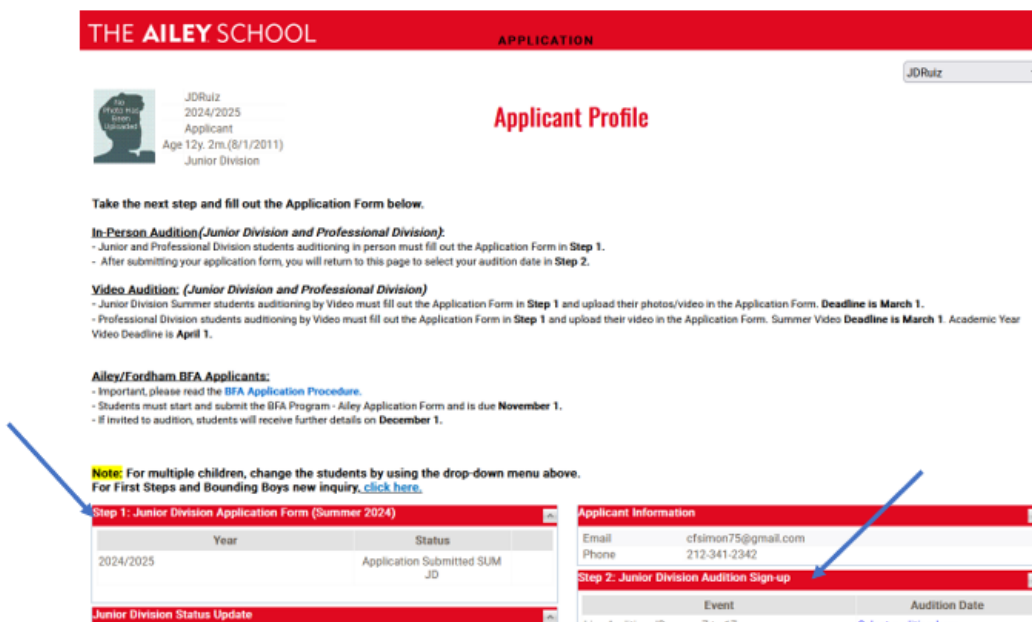 THE AILEY SCHOOL
APPLICATION
JDRuiz
No
Photo Has
Been
Uploaded
JDRuiz
2024/2025
Applicant
Age 12y. 2m.(8/1/2011)
Junior Division
Applicant Profile
Take the next step and fill out the Application Form below.
In-Person Audition(Junior Division and Professional Division):
- Junior and Professional Division students auditioning in person must fill out the Application Form in Step 1.
- After submitting your application form, you will return to this page to select your audition date in Step 2.
Video Audition: (Junior Division and Professional Division)
- Junior Division Summer students auditioning by Video must fill out the Application Form in Step 1 and upload their photos/video in the Application Form. Deadline is March 1.
- Professional Division students auditioning by Video must fill out the Application Form in Step 1 and upload their video in the Application Form. Summer Video Deadline is March 1. Academic Year
Video Deadline is April 1.
Ailey/Fordham BFA Applicants:
- Important, please read the BFA Application Procedure.
- Students must start and submit the BFA Program - Ailey Application Form and is due November 1.
- If invited to audition, students will receive further details on December 1.
Note: For multiple children, change the students by using the drop-down menu above.
For First Steps and Bounding Boys new inquiry, click here.
Step 1: Junior Division Application Form (Summer 2024)
Year Status
2024/2025 Application Submitted SUM
JD
Junior Division Status Update
Applicant Information
Email cfsimon75@gmail.com
Phone 212-341-2342
Step 2: Junior Division Audition Sign-up
Event Audition Date